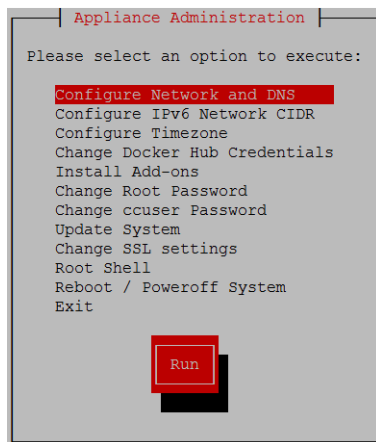 Appliance Administration
Please select an option to execute:
Configure Network and DNS
Configure IPv6 Network CIDR
Configure Timezone
Change Docker Hub Credentials
Install Add-ons
Change Root Password
Change ccuser Password
Update System
Change SSL settings
Root Shell
Reboot / Poweroff System
Exit
Run